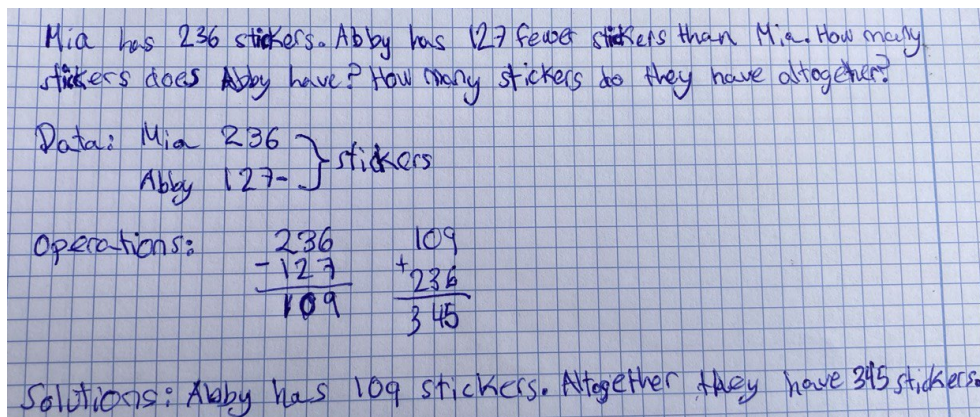 Mia has 236 stickers. Abby has 127 fewer stickers than Mia. How many
stickers does Abby have? How many stickers do they have altogether?
Data: Mia 236 } stickers
Abby 127-
Operations: 236 109
-127 +236
109 345
Solutions: Abby has 109 stickers. Altogether they have 345 stickers.